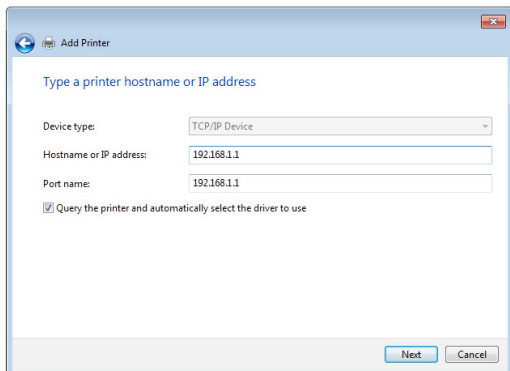 Add Printer
Type a printer hostname or IP address
Device type: TCP/IP Device
Hostname or IP address: 192.168.1.1
Port name: 192.168.1.1
Query the printer and automatically select the driver to use
Next Cancel